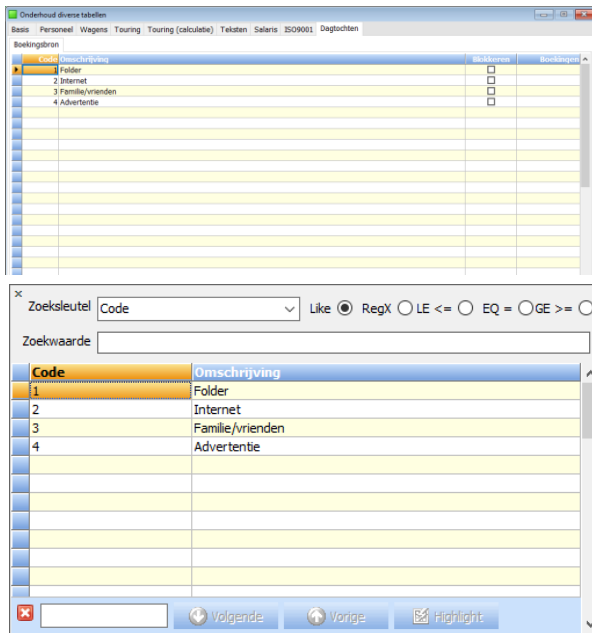 Onderhoud diverse tabellen
Basis Personeel Wagens Touring Touring (calculatie) Teksten Salaris ISO9001 Dagtochten
Boekingsbron
Code Omschrijving Blokkeren Boekingen
1 Folder
2 Internet
3 Familie/vrienden
4 Advertentie
Zoeksleutel Code Like RegX LE <= EQ = GE >=
Zoekwaarde
Code Omschrijving
1 Folder
2 Internet
3 Familie/vrienden
4 Advertentie
Volgende Vorige Highlight